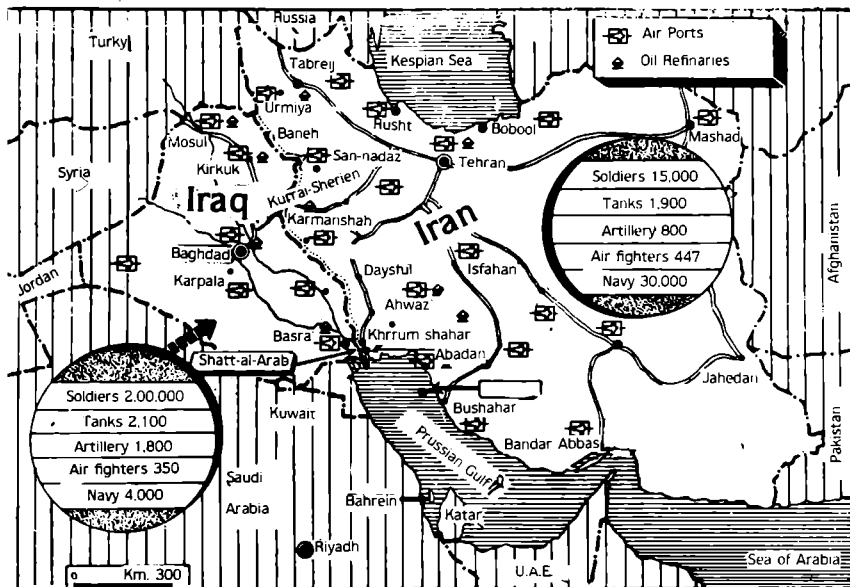 Russia
Turky
Tabreij
Kespian Sea
Air Ports
Oil Refinaries
Urmiya
Rusht
Bobool
Mashad
Baneh
Mosul
San-nadaz
Tehran
Syria
Kirkuk
Kurrai-Sherien
Iraq
Karmanshah
Iran
Soldiers 15,000
Tanks 1,900
Artillery 800
Air fighters 447
Navy 30.000
Afghanistan
Baghdad
Jordan
Karpala
Daysful
Isfahan
Ahwaz
Basra
Khrrum shahar
Shatt-al-Arab
Abadan
Jahedan
Soldiers 2,00.000
Tanks 2,100
Artillery 1,800
Air fighters 350
Navy 4.000
Kuwait
Bushahar
Pakistan
Prussian Gulf
Bandar Abbas
Saudi
Arabia
Bahrein
Katar
Riyadh
U.A.E.
Sea of Arabia
o Km. 300